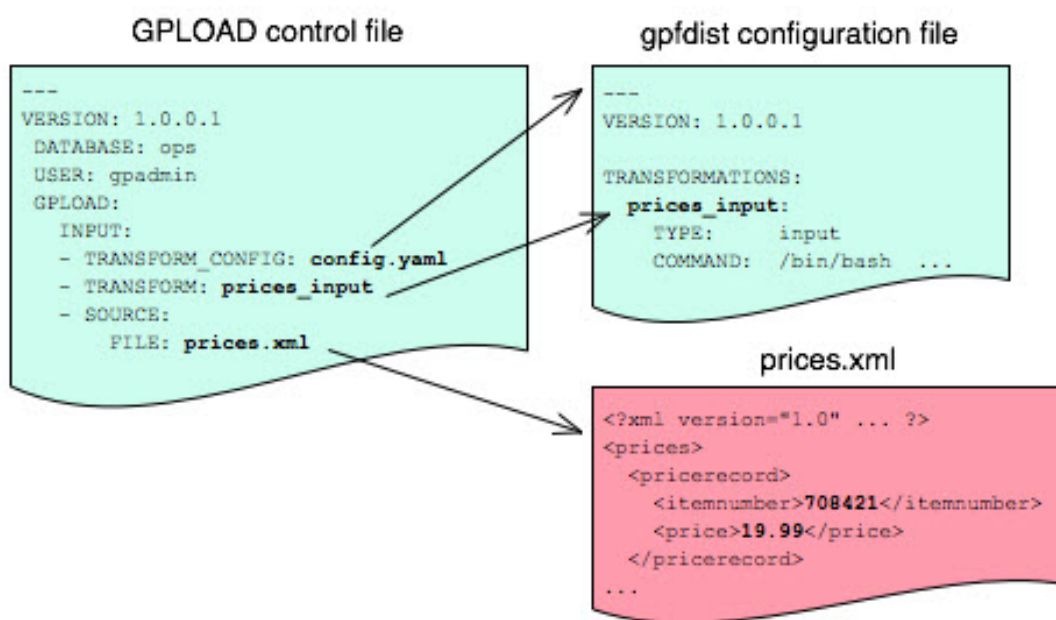 GPLOAD control file
---
VERSION: 1.0.0.1
DATABASE: ops
USER: gpadmin
GPLOAD:
INPUT:
- TRANSFORM_CONFIG: config.yaml
- TRANSFORM: prices_input
- SOURCE:
FILE: prices.xml
gpfdist configuration file
---
VERSION: 1.0.0.1
TRANSFORMATIONS:
prices_input:
TYPE: input
COMMAND: /bin/bash ...
prices.xml
<?xml version="1.0" ... ?>
<prices>
<pricerecord>
<itemnumber>708421</itemnumber>
<price>19.99</price>
</pricerecord>
...